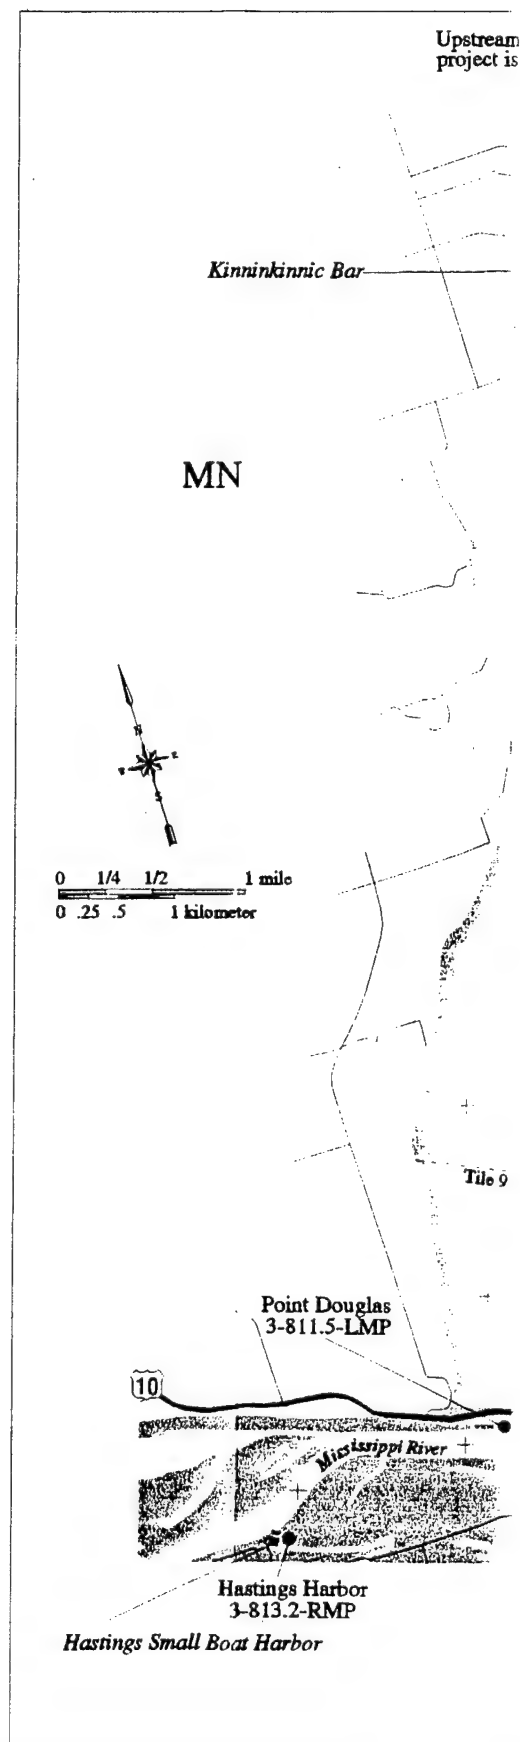 Upstream
project is
Kinninkinnic Bar
MN
N
E
S
0 1/4 1/2 1 mile
0 .25 .5 1 kilometer
Tile 9
Point Douglas
3-811.5-LMP
10
Mississippi River
Hastings Harbor
3-813.2-RMP
Hastings Small Boat Harbor